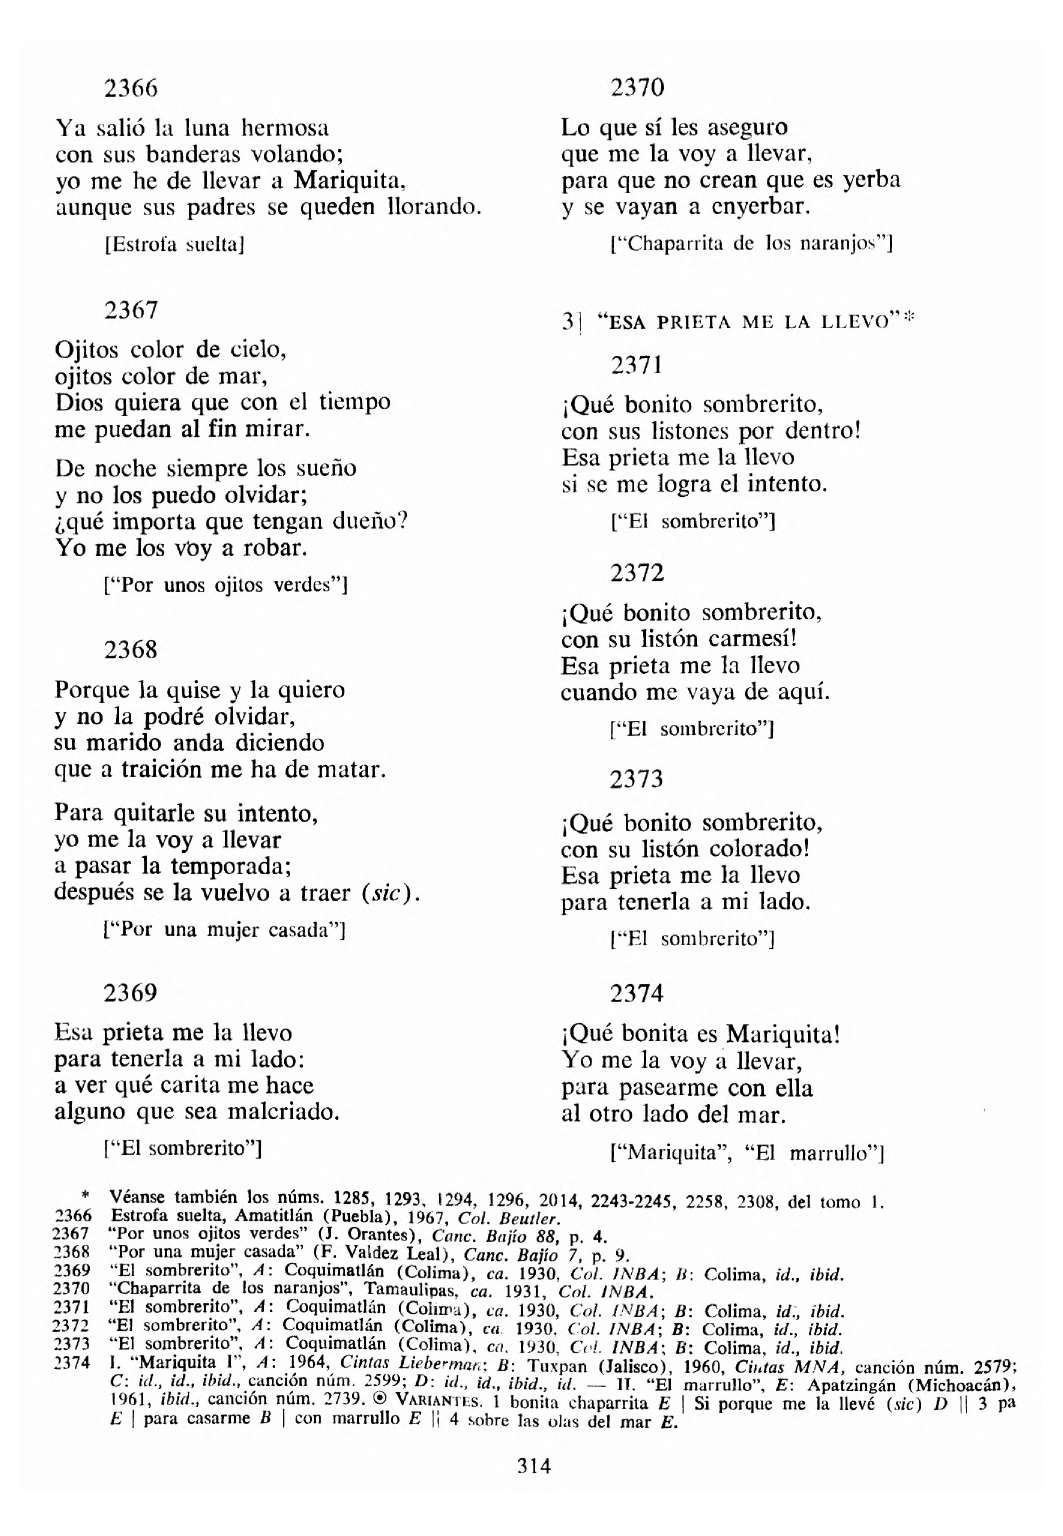 2366
Ya salió la luna hermosa
con sus banderas volando;
yo me he de llevar a Mariquita,
aunque sus padres se queden llorando.
[Estrofa suelta]
2367
Ojitos color de cielo,
ojitos color de mar,
Dios quiera que con el tiempo
me puedan al fin mirar.
De noche siempre los sueño
y no los puedo olvidar;
¿qué importa que tengan dueño?
Yo me los voy a robar.
[“Por unos ojitos verdes”]
2368
Porque la quise y la quiero
y no la podré olvidar,
su marido anda diciendo
que a traición me ha de matar.
Para quitarle su intento,
yo me la voy a llevar
a pasar la temporada;
después se la vuelvo a traer (sic).
[“Por una mujer casada”]
2369
Esa prieta me la llevo
para tenerla a mi lado:
a ver qué carita me hace
alguno que sea malcriado.
[“El sombrerito”]
2370
Lo que sí les aseguro
que me la voy a llevar,
para que no crean que es yerba
y se vayan a enyerbar.
[“Chaparrita de los naranjos”]
3| “ESA PRIETA ME LA LLEVO”*
2371
¡Qué bonito sombrerito,
con sus listones por dentro!
Esa prieta me la llevo
si se me logra el intento.
[“El sombrerito”]
2372
¡Qué bonito sombrerito,
con su listón carmesí!
Esa prieta me la llevo
cuando me vaya de aquí.
[“El sombrerito”]
2373
¡Qué bonito sombrerito,
con su listón colorado!
Esa prieta me la llevo
para tenerla a mi lado.
[“El sombrerito”]
2374
¡Qué bonita es Mariquita!
Yo me la voy a llevar,
para pasearme con ella
al otro lado del mar.
[“Mariquita”, “El marrullo”]
* Véanse también los núms. 1285, 1293, 1294, 1296, 2014, 2243-2245, 2258, 2308, del tomo 1.
2366 Estrofa suelta, Amatitlán (Puebla), 1967, Col. Beutler.
2367 “Por unos ojitos verdes” (J. Orantes), Canc. Bajío 88, p. 4.
2368 “Por una mujer casada” (F. Valdez Leal), Canc. Bajío 7, p. 9.
2369 “El sombrerito”, A: Coquimatlán (Colima), ca. 1930, Col. INBA; B: Colima, id., ibid.
2370 “Chaparrita de los naranjos”, Tamaulipas, ca. 1931, Col. INBA.
2371 “El sombrerito”, A: Coquimatlán (Colima), ca. 1930, Col. INBA; B: Colima, id., ibid.
2372 “El sombrerito”, A: Coquimatlán (Colima), ca. 1930, Col. INBA; B: Colima, id., ibid.
2373 “El sombrerito”, A: Coquimatlán (Colima), ca. 1930, Col. INBA; B: Colima, id., ibid.
2374 I. “Mariquita I”, A: 1964, Cintas Lieberman; B: Tuxpan (Jalisco), 1960, Cintas MNA, canción núm. 2579;
C: id., id., ibid., canción núm. 2599; D: id., id., ibid., id. — II. “El marrullo”, E: Apatzingán (Michoacán),
1961, ibid., canción núm. 2739. ⊙ VARIANTES. 1 bonita chaparrita E | Si porque me la llevé (sic) D || 3 pa
E | para casarme B | con marrullo E || 4 sobre las olas del mar E.
314